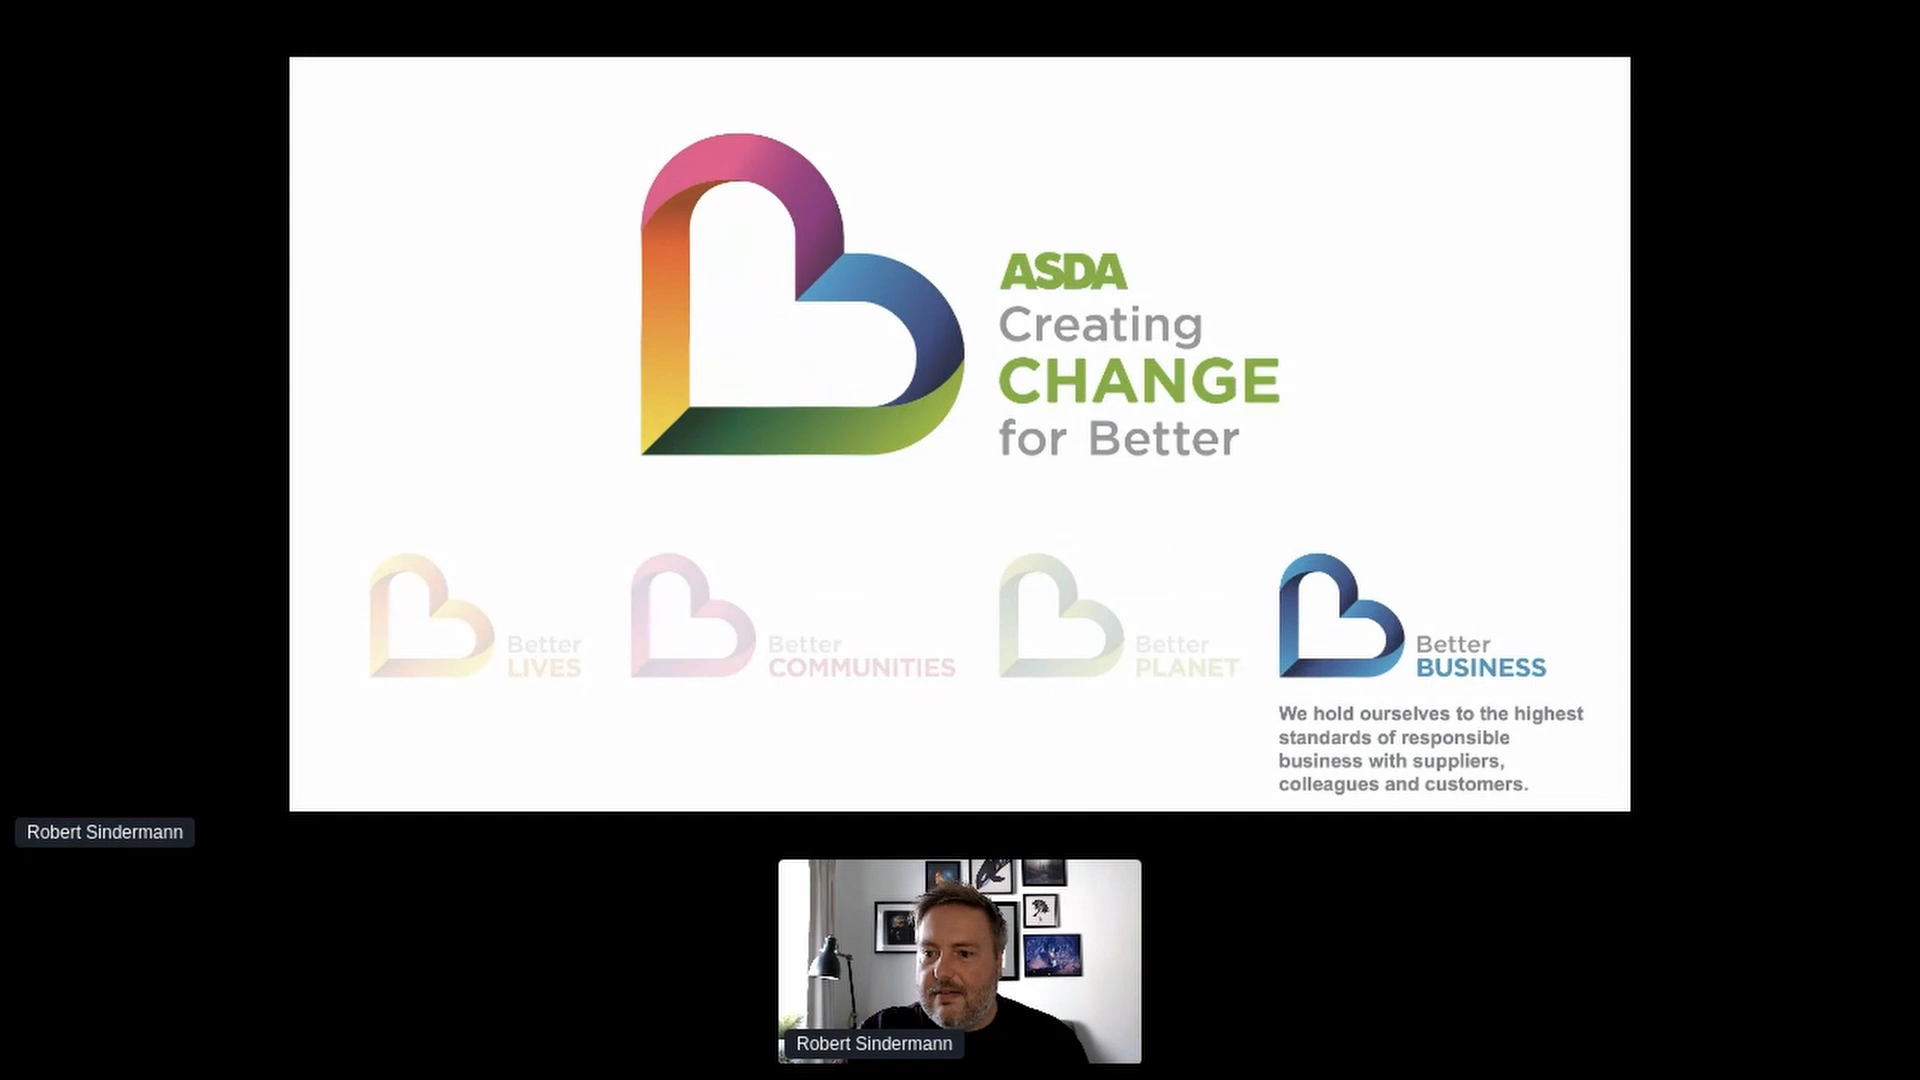 ASDA
Creating
CHANGE
for Better
Better
LIVES
Better
COMMUNITIES
Better
PLANET
Better
BUSINESS
We hold ourselves to the highest
standards of responsible
business with suppliers,
colleagues and customers.
Robert Sindermann
Robert Sindermann